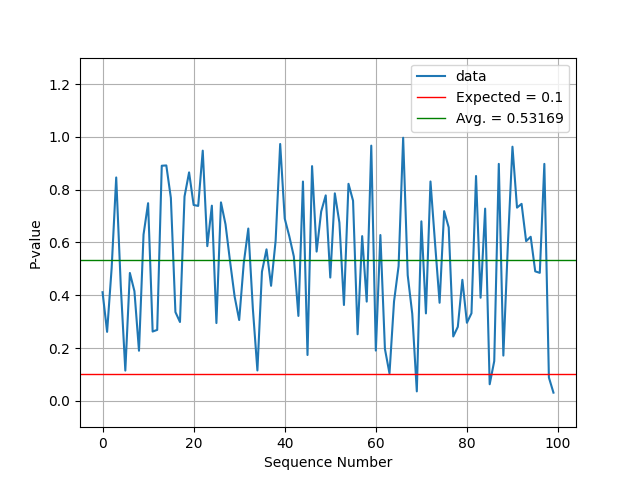 1.2
1.0
0.8
0.6
0.4
0.2
0.0
P-value
data
Expected = 0.1
Avg. = 0.53169
0 20 40 60 80 100
Sequence Number